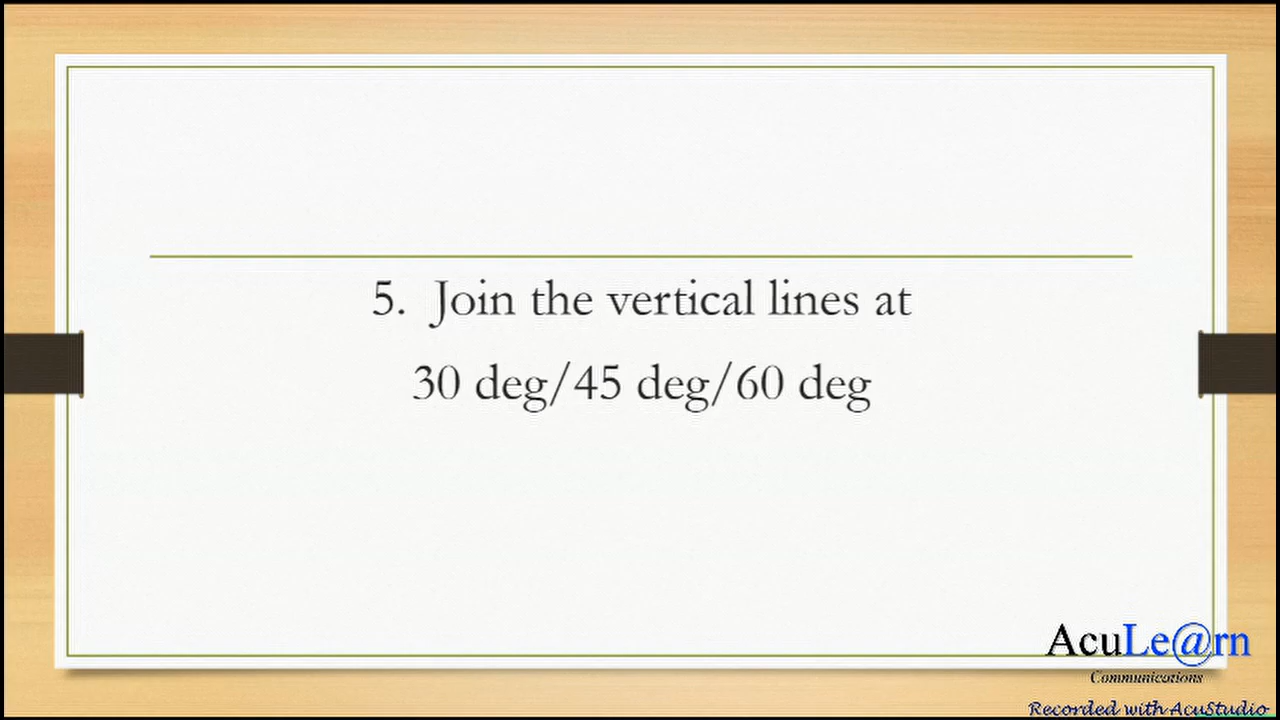 5. Join the vertical lines at
30 deg/45 deg/60 deg
AcuLe@rn
Communications
Recorded with AcuStudio